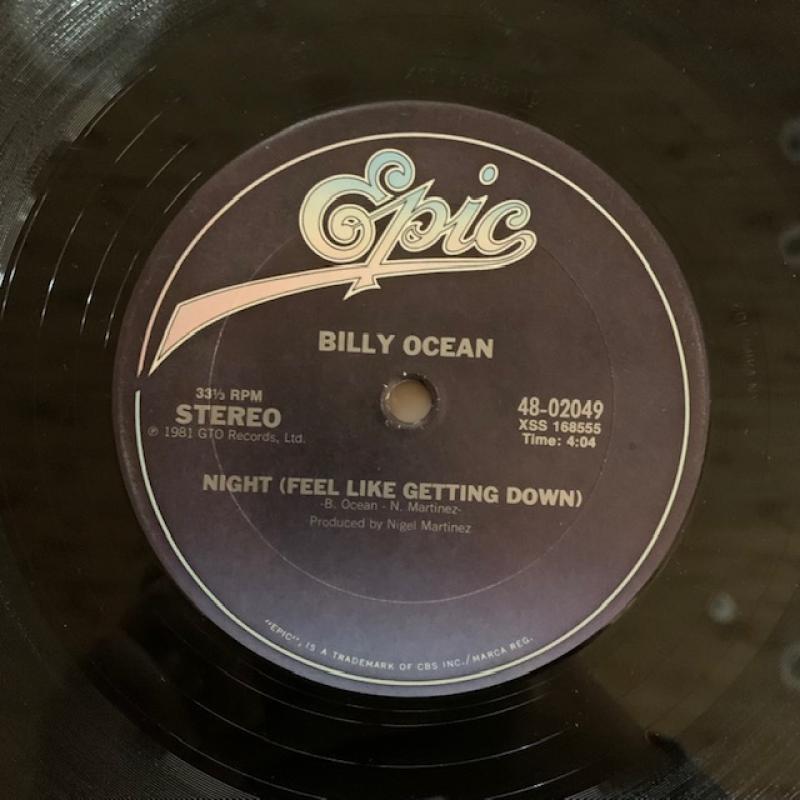 Epic
BILLY OCEAN
33⅓ RPM
STEREO
℗ 1981 GTO Records, Ltd.
48-02049
XSS 168555
Time: 4:04
NIGHT (FEEL LIKE GETTING DOWN)
-B. Ocean - N. Martinez-
Produced by Nigel Martinez
"EPIC", IS A TRADEMARK OF CBS INC./MARCA REG.